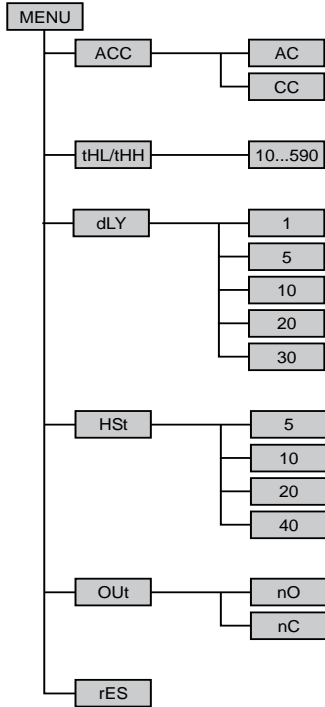 MENU
ACC
AC
CC
tHL/tHH
10...590
dLY
1
5
10
20
30
HSt
5
10
20
40
OUt
nO
nC
rES